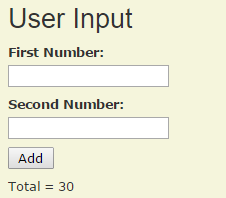 User Input
First Number:
Second Number:
Add
Total = 30